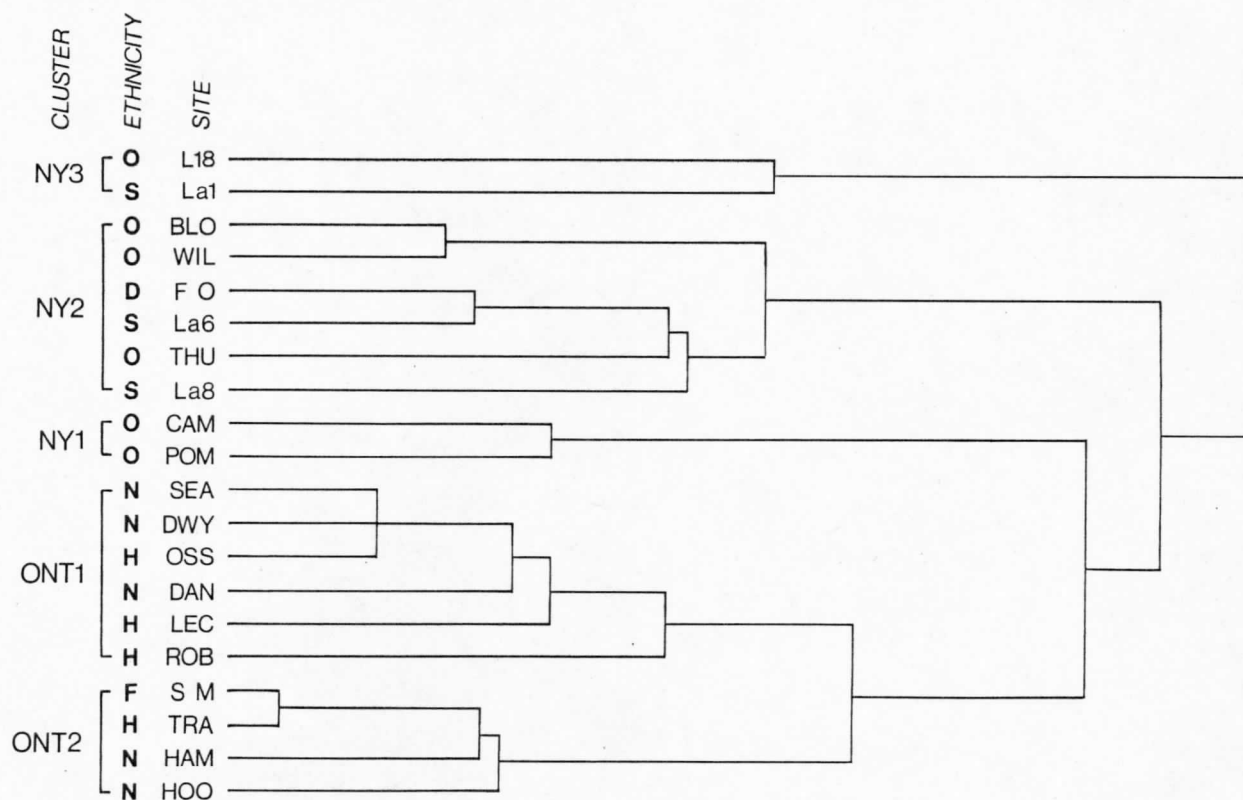 CLUSTER ETHNICITY SITE
NY3 O L18
S La1
O BLO
O WIL
NY2 D F O
S La6
O THU
S La8
NY1 O CAM
O POM
N SEA
N DWY
H OSS
ONT1 N DAN
H LEC
H ROB
F S M
H TRA
ONT2 N HAM
N HOO